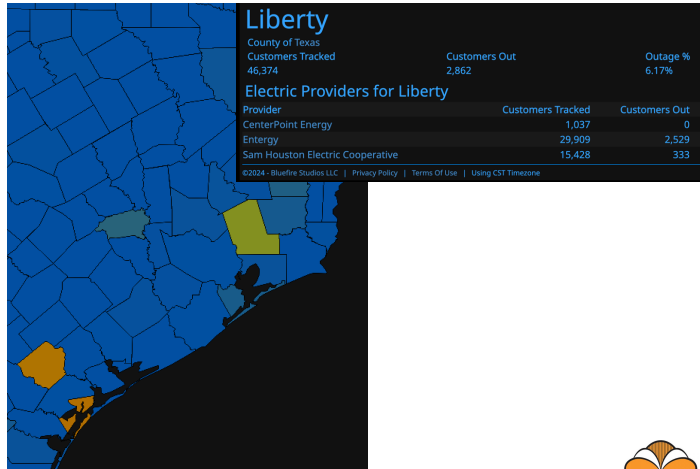 Liberty
County of Texas
Customers Tracked Customers Out Outage %
46,374 2,862 6.17%
Electric Providers for Liberty
Provider Customers Tracked Customers Out
CenterPoint Energy 1,037 0
Entergy 29,909 2,529
Sam Houston Electric Cooperative 15,428 333
©2024 - Bluefire Studios LLC | Privacy Policy | Terms Of Use | Using CST Timezone